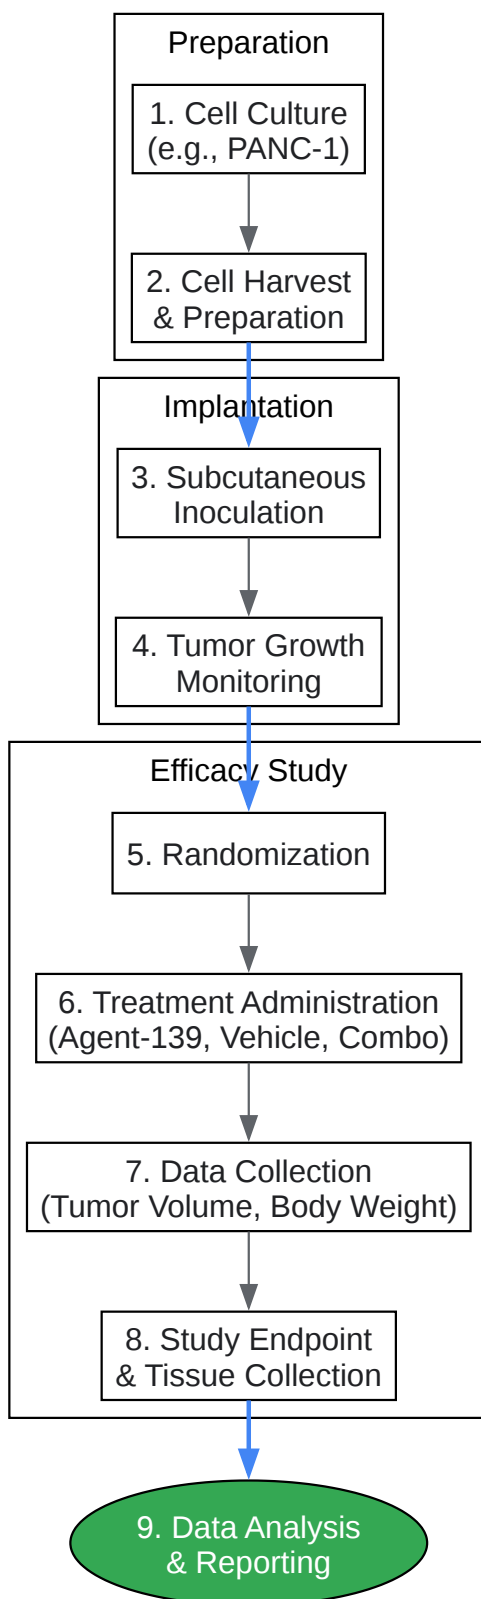 Preparation
1. Cell Culture
(e.g., PANC-1)
2. Cell Harvest
& Preparation
Implantation
3. Subcutaneous
Inoculation
4. Tumor Growth
Monitoring
Efficacy Study
5. Randomization
6. Treatment Administration
(Agent-139, Vehicle, Combo)
7. Data Collection
(Tumor Volume, Body Weight)
8. Study Endpoint
& Tissue Collection
9. Data Analysis
& Reporting